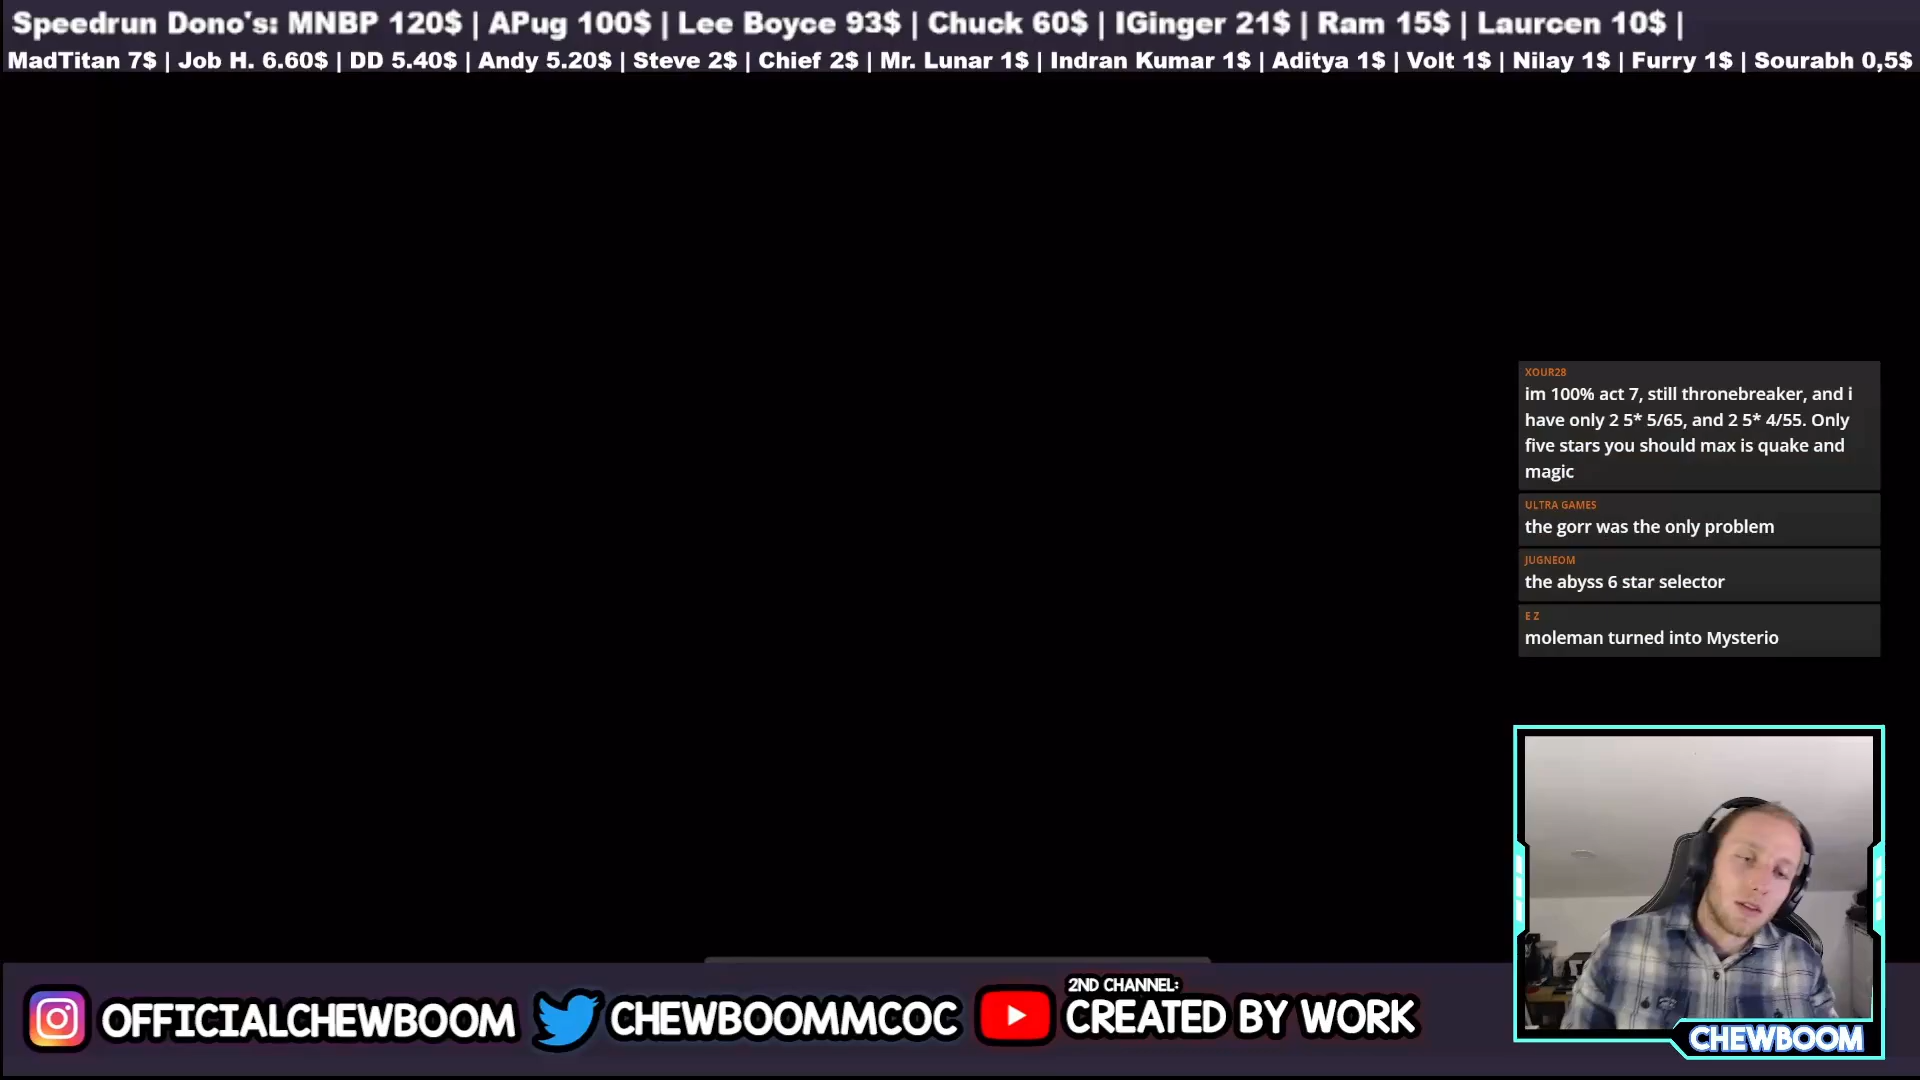 Speedrun Dono's: MNBP 120$ | APug 100$ | Lee Boyce 93$ | Chuck 60$ | IGinger 21$ | Ram 15$ | Laurcen 10$ |
MadTitan 7$ | Job H. 6.60$ | DD 5.40$ | Andy 5.20$ | Steve 2$ | Chief 2$ | Mr. Lunar 1$ | Indran Kumar 1$ | Aditya 1$ | Volt 1$ | Nilay 1$ | Furry 1$ | Sourabh 0,5$
XOUR28
im 100% act 7, still thronebreaker, and i
have only 2 5* 5/65, and 2 5* 4/55. Only
five stars you should max is quake and
magic
ULTRA GAMES
the gorr was the only problem
JUGNEOM
the abyss 6 star selector
E Z
moleman turned into Mysterio
OFFICIALCHEWBOOM
CHEWBOOMMCOC
2ND CHANNEL:
CREATED BY WORK
CHEWBOOM